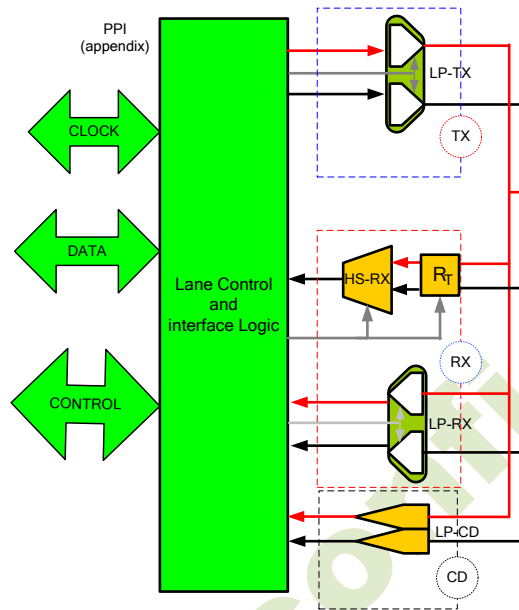 PPI
(appendix)
LP-TX
TX
CLOCK
DATA
Lane Control
and
interface Logic
HS-RX
RT
RX
CONTROL
LP-RX
LP-CD
CD